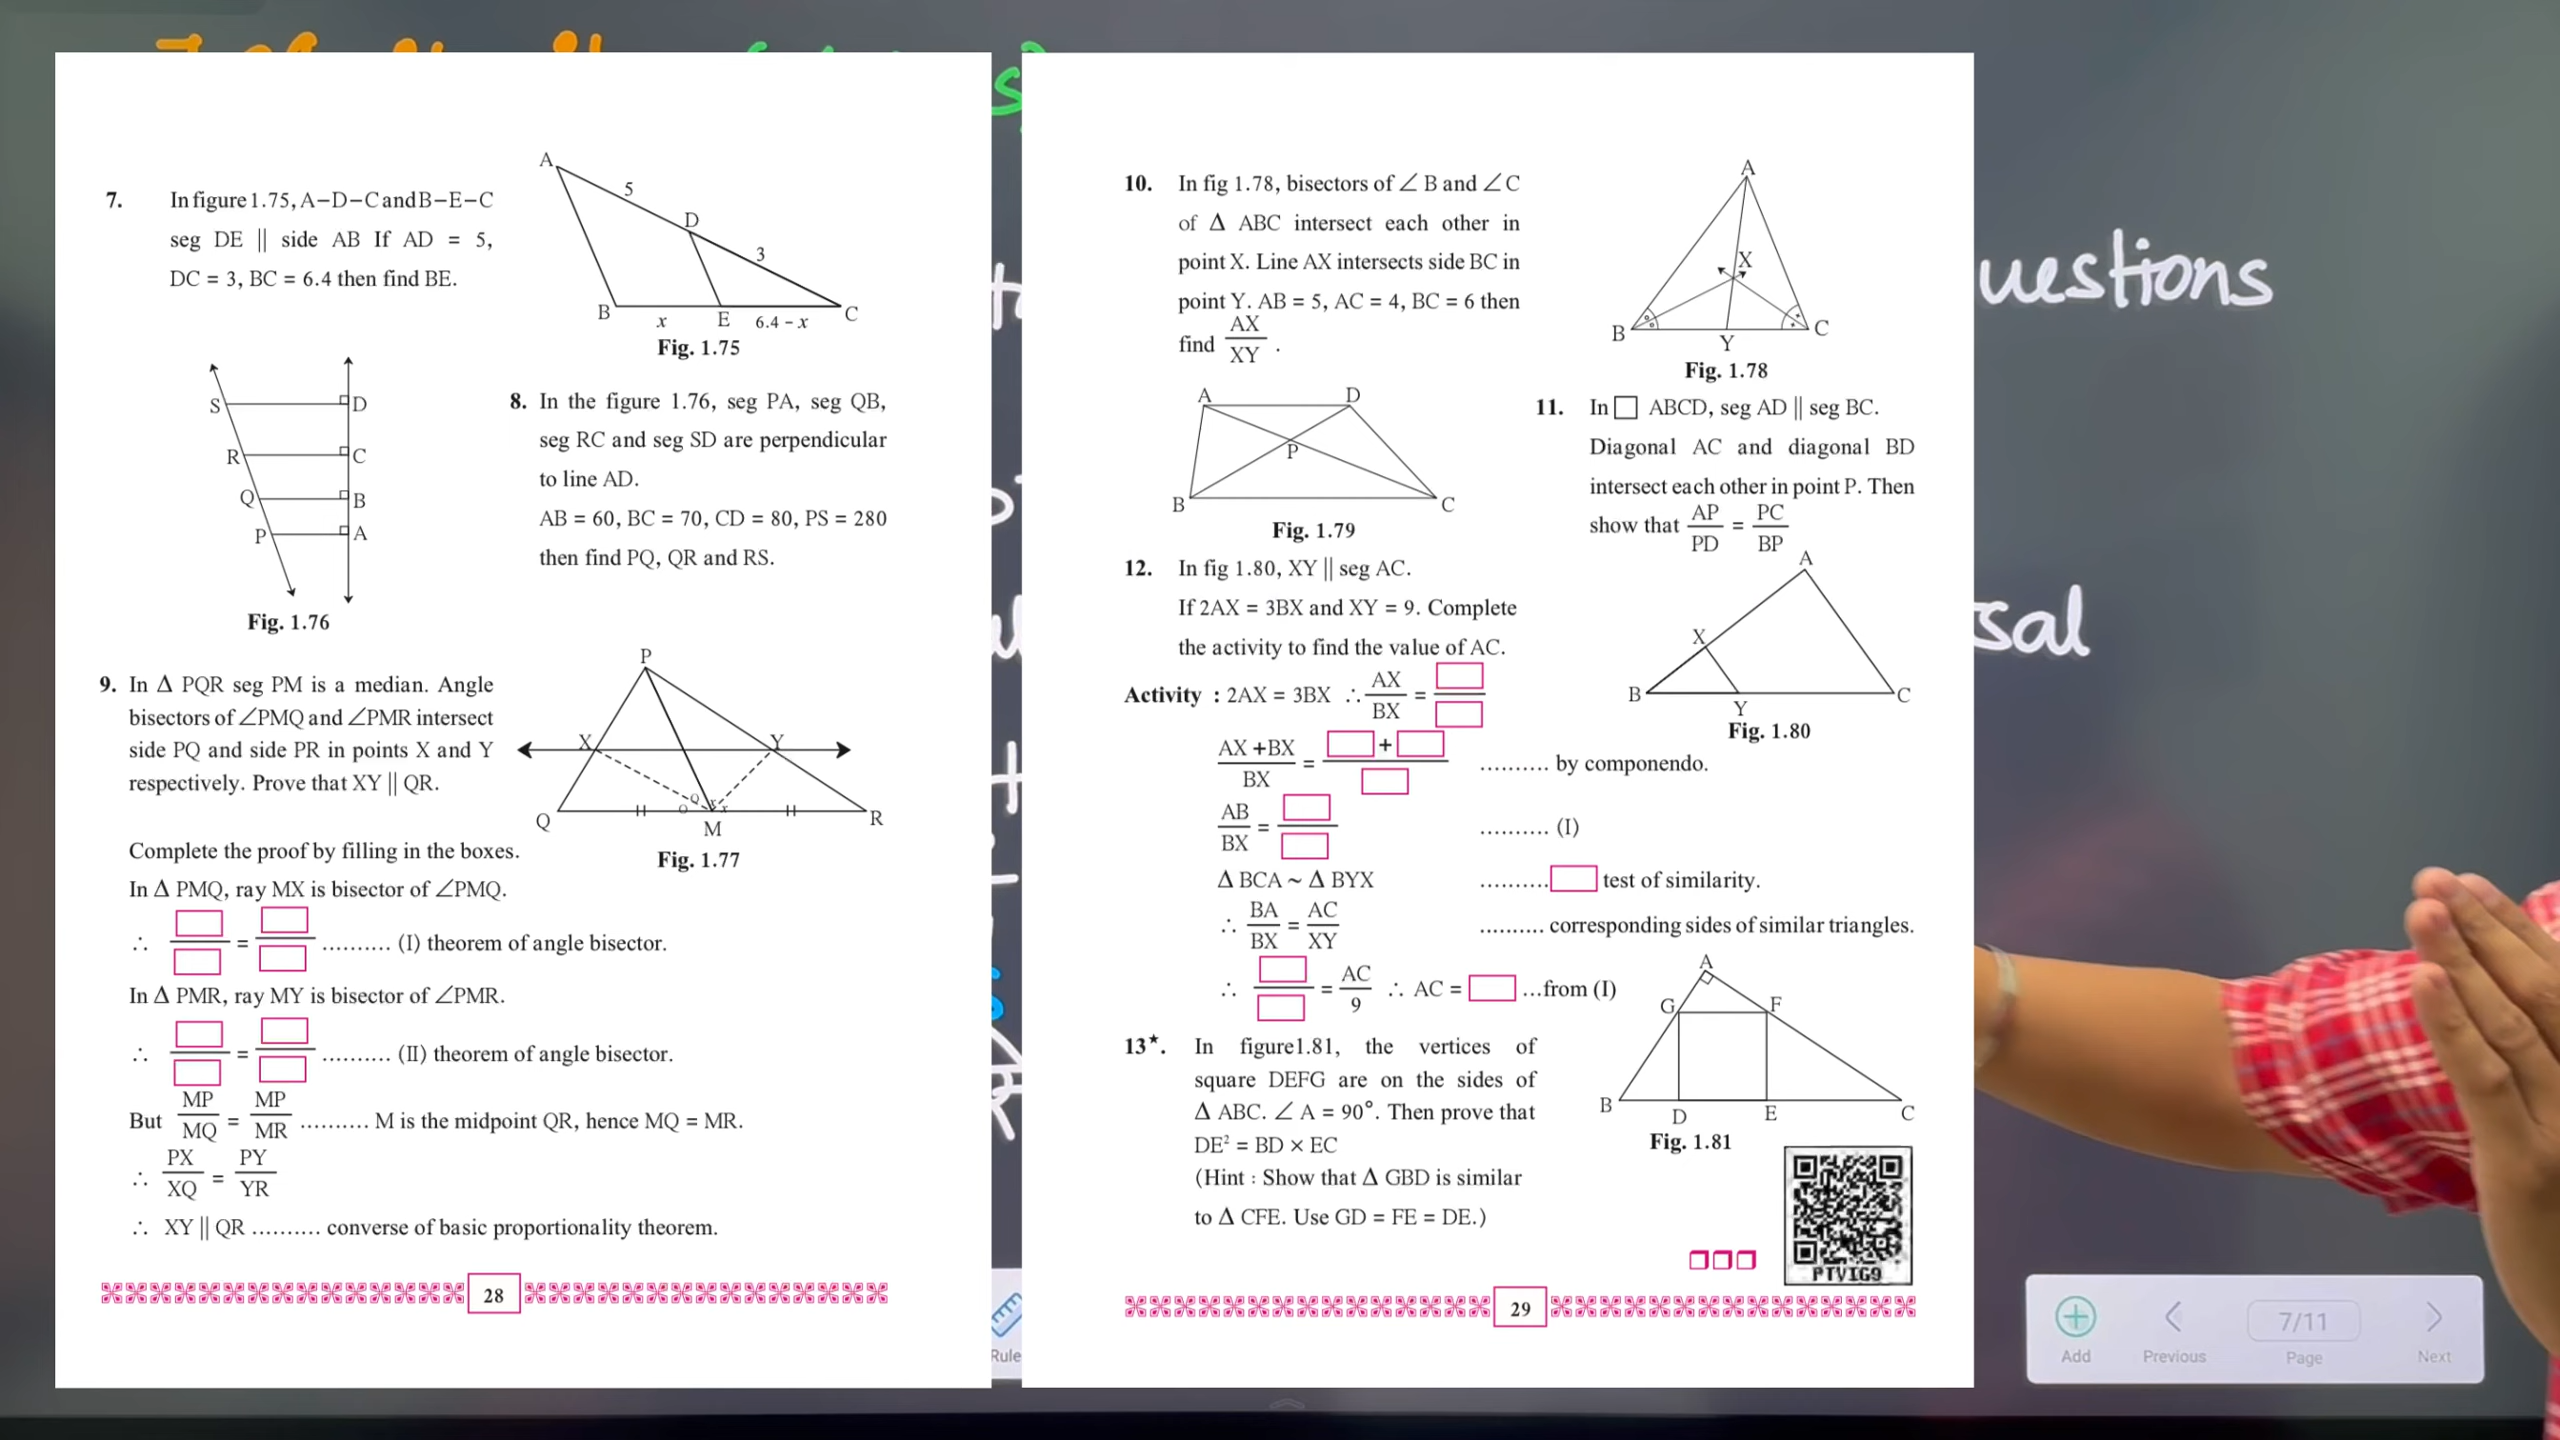 7. In figure 1.75, A–D–C and B–E–C
seg DE || side AB If AD = 5,
DC = 3, BC = 6.4 then find BE.
A
5
D
3
B
x
E
6.4 – x
C
Fig. 1.75
S
D
R
C
Q
B
P
A
Fig. 1.76
8. In the figure 1.76, seg PA, seg QB,
seg RC and seg SD are perpendicular
to line AD.
AB = 60, BC = 70, CD = 80, PS = 280
then find PQ, QR and RS.
9. In Δ PQR seg PM is a median. Angle
bisectors of ∠PMQ and ∠PMR intersect
side PQ and side PR in points X and Y
respectively. Prove that XY || QR.
P
X
Y
Q
M
R
Fig. 1.77
Complete the proof by filling in the boxes.
In Δ PMQ, ray MX is bisector of ∠PMQ.
∴ □/□ = □/□ .......... (I) theorem of angle bisector.
In Δ PMR, ray MY is bisector of ∠PMR.
∴ □/□ = □/□ .......... (II) theorem of angle bisector.
But MP/MQ = MP/MR .......... M is the midpoint QR, hence MQ = MR.
∴ PX/XQ = PY/YR
∴ XY || QR .......... converse of basic proportionality theorem.
28
10. In fig 1.78, bisectors of ∠ B and ∠ C
of Δ ABC intersect each other in
point X. Line AX intersects side BC in
point Y. AB = 5, AC = 4, BC = 6 then
find AX/XY .
A
X
B
Y
C
Fig. 1.78
A
D
P
B
C
Fig. 1.79
11. In □ ABCD, seg AD || seg BC.
Diagonal AC and diagonal BD
intersect each other in point P. Then
show that AP/PD = PC/BP
12. In fig 1.80, XY || seg AC.
If 2AX = 3BX and XY = 9. Complete
the activity to find the value of AC.
A
X
B
Y
C
Fig. 1.80
Activity : 2AX = 3BX ∴ AX/BX = □/□
AX +BX/BX = □ + □/□ .......... by componendo.
AB/BX = □/□ .......... (I)
Δ BCA ~ Δ BYX ..........□ test of similarity.
∴ BA/BX = AC/XY .......... corresponding sides of similar triangles.
∴ □/□ = AC/9 ∴ AC = □ ...from (I)
13★. In figure1.81, the vertices of
square DEFG are on the sides of
Δ ABC. ∠ A = 90°. Then prove that
DE² = BD × EC
(Hint : Show that Δ GBD is similar
to Δ CFE. Use GD = FE = DE.)
A
G
F
B
D
E
C
Fig. 1.81
PTVIG9
29
uestions
sal
Rule
Add
Previous
7/11
Page
Next